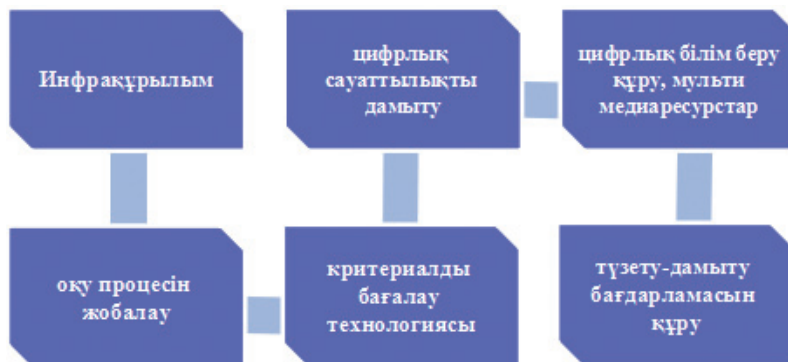 Инфрақұрылым
цифрлық
сауаттылықты
дамыту
цифрлық білім беру
құру, мульти
медиаресурстар
оқу процесін
жобалау
критериалды
бағалау
технологиясы
түзету-дамыту
бағдарламасын
құру